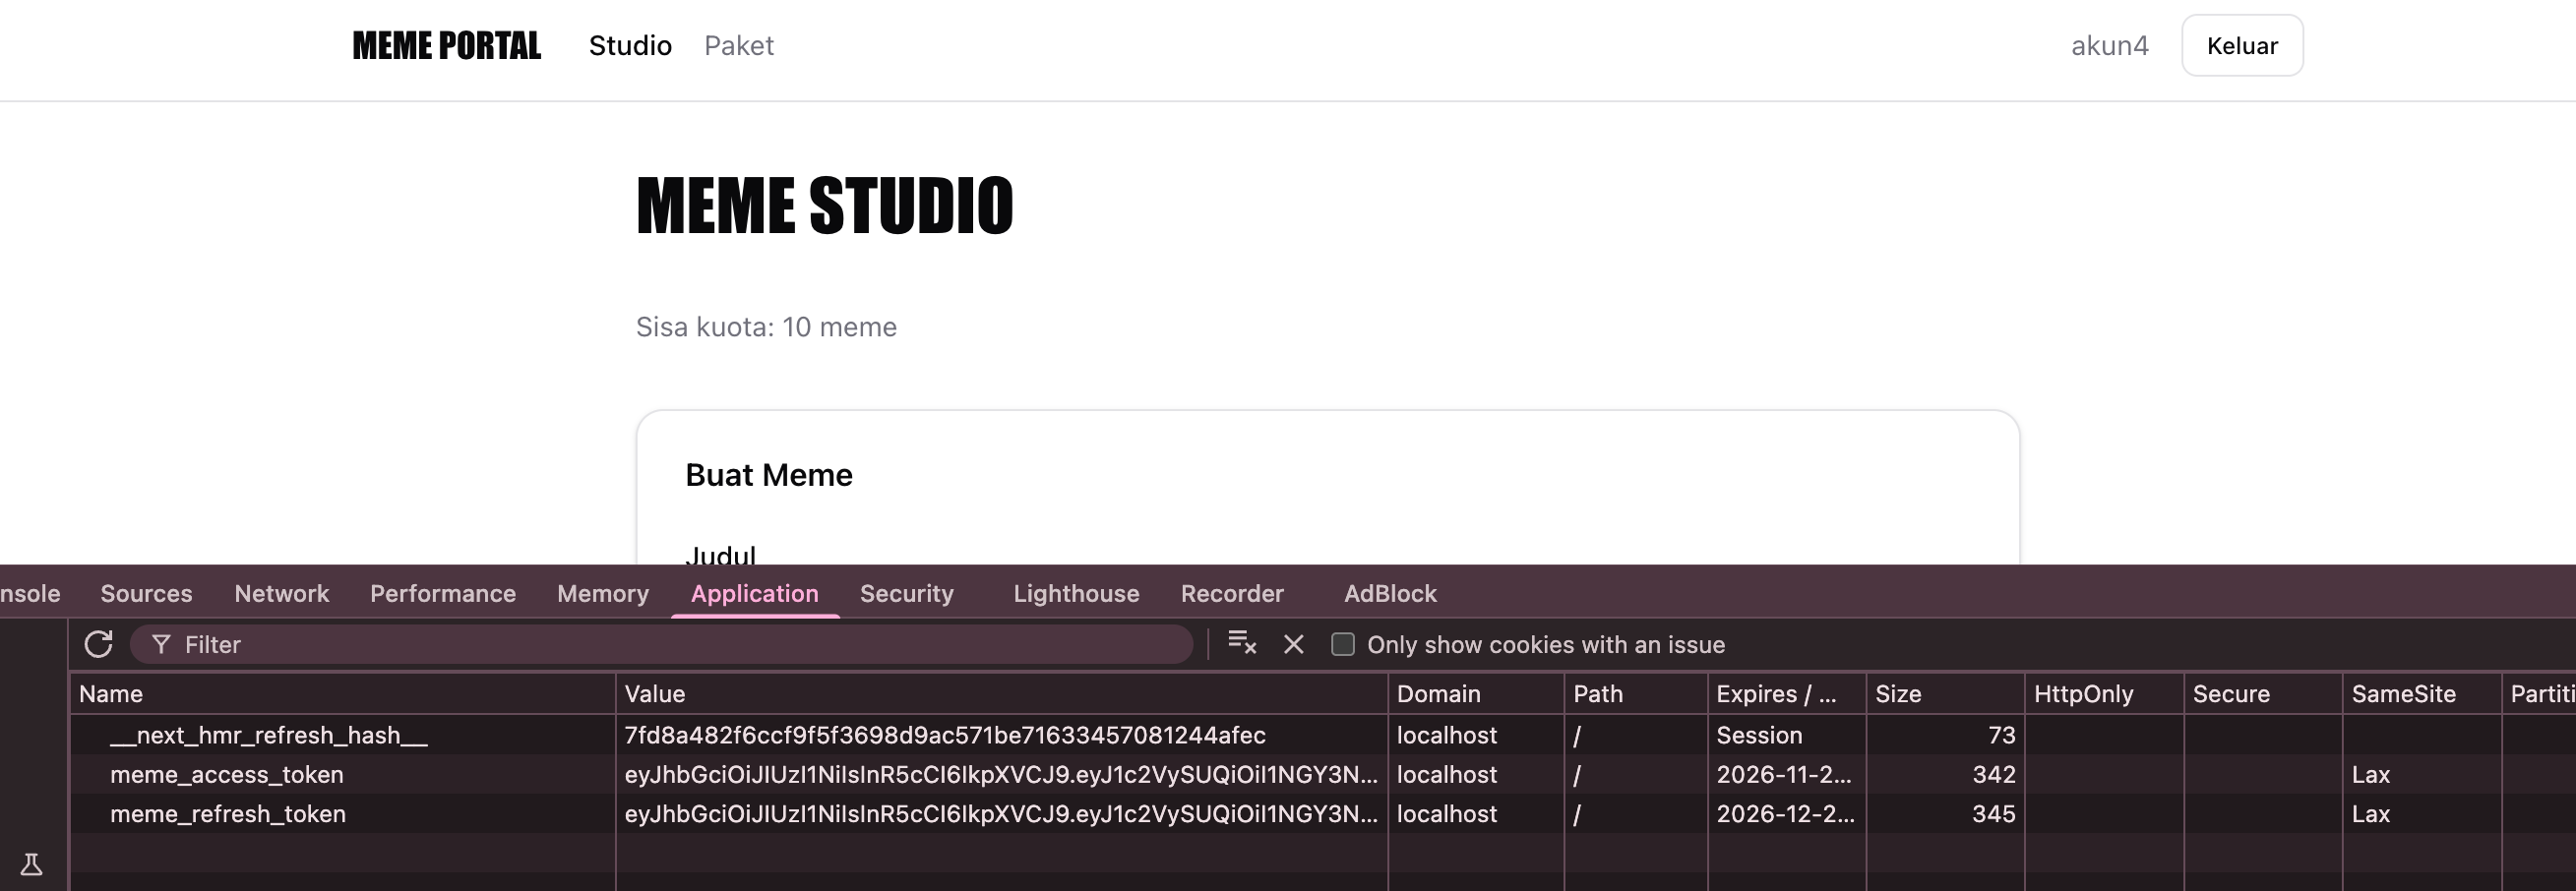 MEME PORTAL Studio Paket akun4 Keluar
MEME STUDIO
Sisa kuota: 10 meme
Buat Meme
Judul
nsole Sources Network Performance Memory Application Security Lighthouse Recorder AdBlock
Filter Only show cookies with an issue
Name Value Domain Path Expires / ... Size HttpOnly Secure SameSite Partiti
__next_hmr_refresh_hash__ 7fd8a482f6ccf9f5f3698d9ac571be71633457081244afec localhost / Session 73
meme_access_token eyJhbGciOiJIUzI1NiIsInR5cCI6IkpXVCJ9.eyJ1c2VySUQiOiI1NGY3N... localhost / 2026-11-2... 342 Lax
meme_refresh_token eyJhbGciOiJIUzI1NiIsInR5cCI6IkpXVCJ9.eyJ1c2VySUQiOiI1NGY3N... localhost / 2026-12-2... 345 Lax